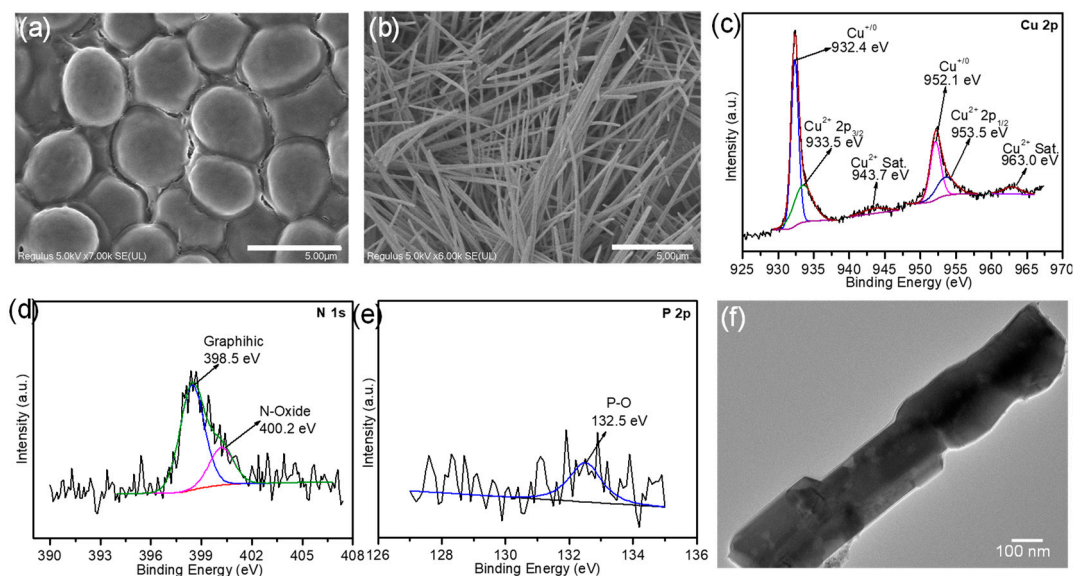 (a)
Regulus 5.0kV x7.00k SE(UL)
5.00μm
(b)
Regulus 5.0kV x6.00k SE(UL)
5.00μm
(c)
Cu 2p
Cu+/0
932.4 eV
Cu2+ 2p3/2
933.5 eV
Cu2+ Sat.
943.7 eV
Cu+/0
952.1 eV
Cu2+ 2p1/2
953.5 eV
Cu2+ Sat.
963.0 eV
Intensity (a.u.)
925 930 935 940 945 950 955 960 965 970
Binding Energy (eV)
(d)
N 1s
Graphihic
398.5 eV
N-Oxide
400.2 eV
Intensity (a.u.)
390 393 396 399 402 405 408
Binding Energy (eV)
(e)
P 2p
P-O
132.5 eV
Intensity (a.u.)
126 128 130 132 134 136
Binding Energy (eV)
(f)
100 nm